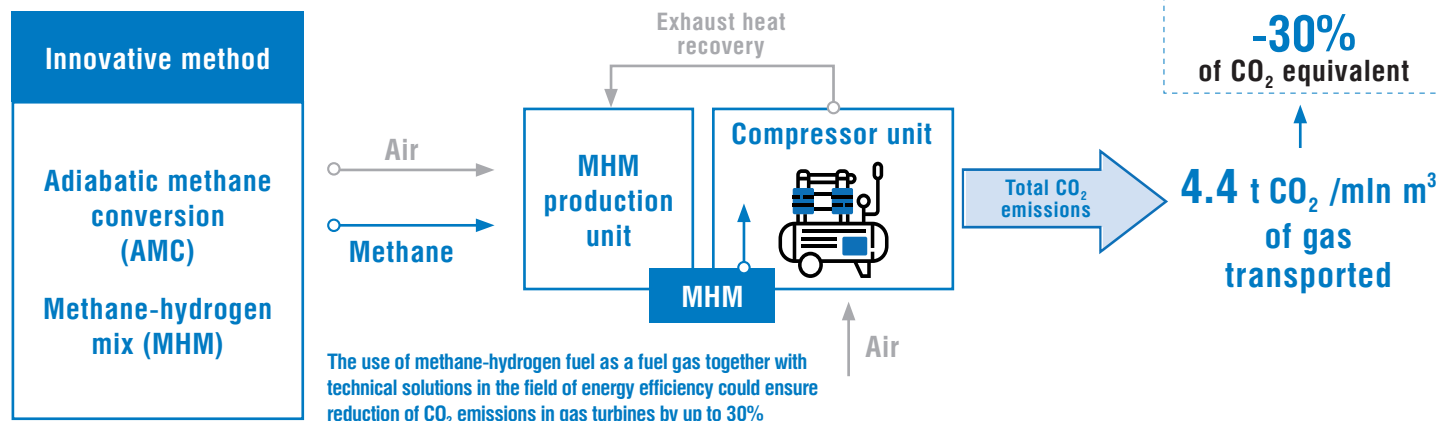 Innovative method
Adiabatic methane
conversion
(AMC)
Methane-hydrogen
mix (MHM)
Air
Methane
Exhaust heat
recovery
MHM
production
unit
Compressor unit
MHM
Air
The use of methane-hydrogen fuel as a fuel gas together with
technical solutions in the field of energy efficiency could ensure
reduction of CO₂ emissions in gas turbines by up to 30%
Total CO₂
emissions
-30%
of CO₂ equivalent
4.4 t CO₂ /mln m³
of gas
transported